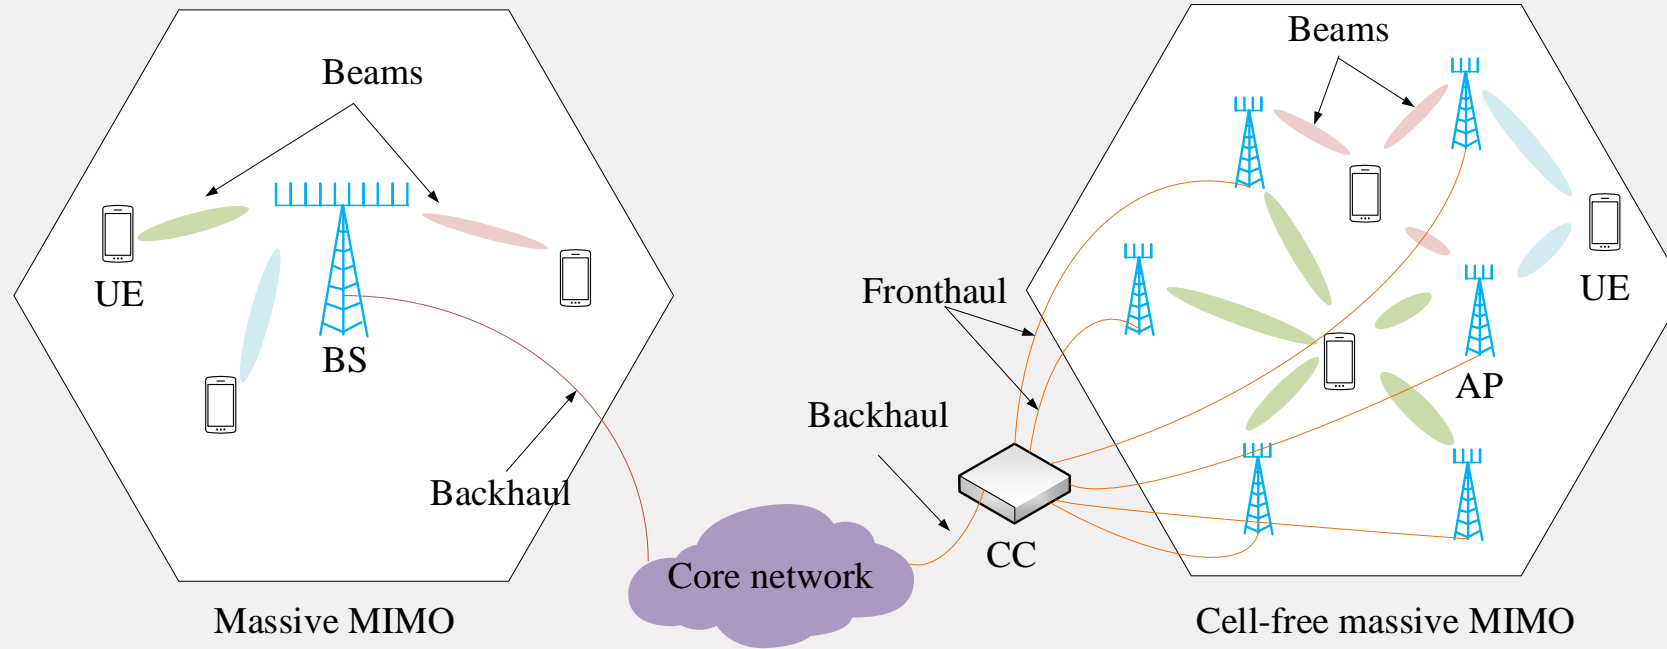 Beams
UE
BS
Backhaul
Massive MIMO
Core network
Beams
Fronthaul
UE
AP
Backhaul
CC
Cell-free massive MIMO